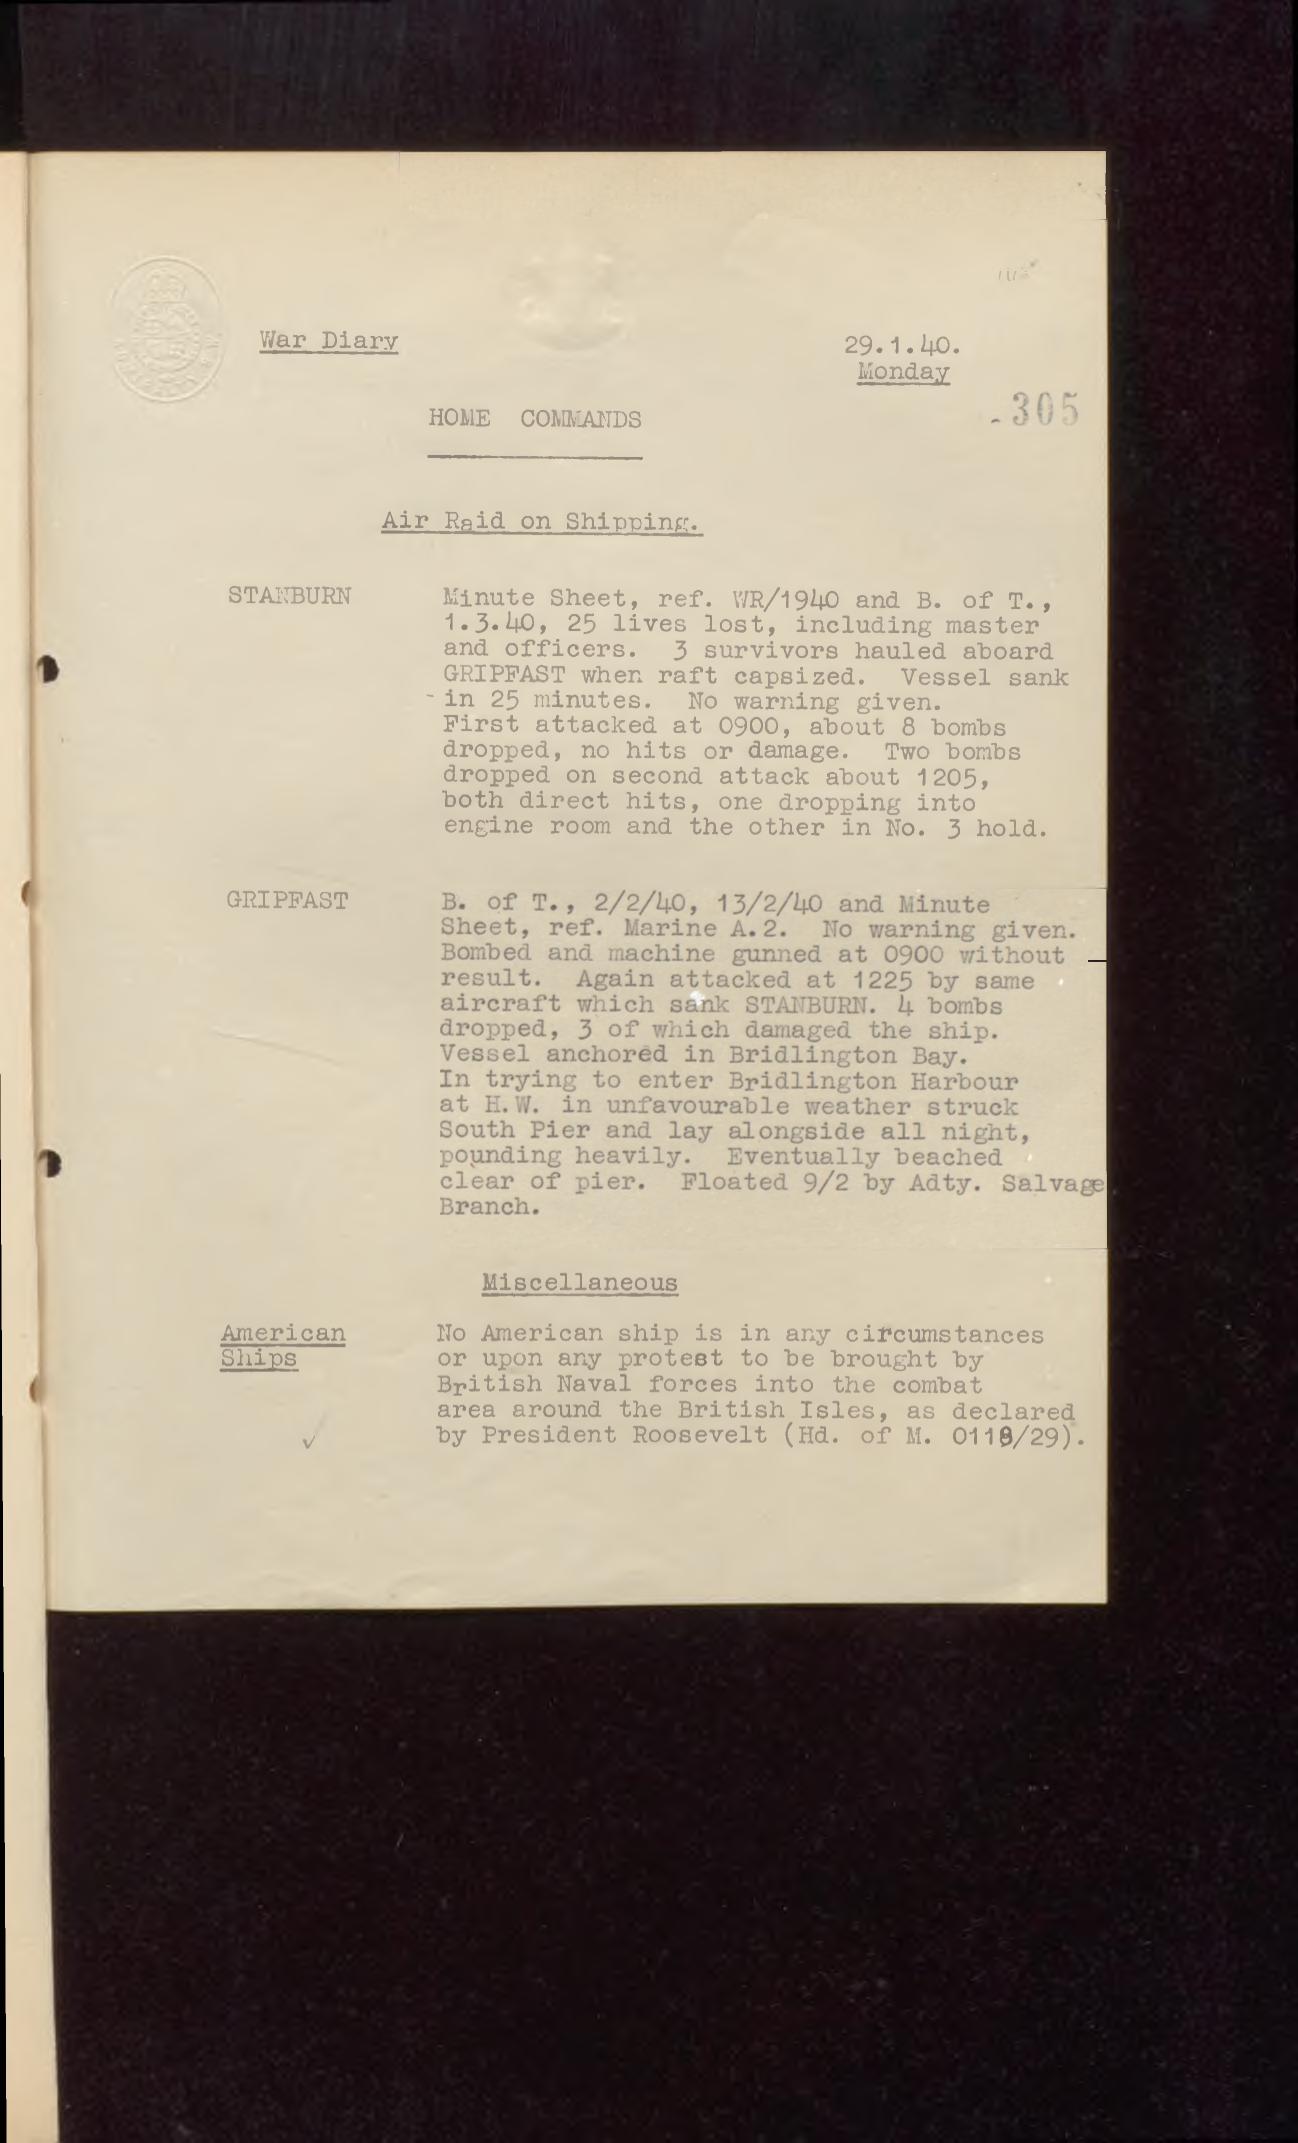 War Diary
29.1.40.
Monday
305
HOME COMMANDS
Air Raid on Shipping.
STANBURN
Minute Sheet, ref. WR/1940 and B. of T.,
1.3.40, 25 lives lost, including master
and officers. 3 survivors hauled aboard
GRIPFAST when raft capsized. Vessel sank
in 25 minutes. No warning given.
First attacked at 0900, about 8 bombs
dropped, no hits or damage. Two bombs
dropped on second attack about 1205,
both direct hits, one dropping into
engine room and the other in No. 3 hold.
GRIPFAST
B. of T., 2/2/40, 13/2/40 and Minute
Sheet, ref. Marine A.2. No warning given.
Bombed and machine gunned at 0900 without
result. Again attacked at 1225 by same
aircraft which sank STANBURN. 4 bombs
dropped, 3 of which damaged the ship.
Vessel anchored in Bridlington Bay.
In trying to enter Bridlington Harbour
at H.W. in unfavourable weather struck
South Pier and lay alongside all night,
pounding heavily. Eventually beached
clear of pier. Floated 9/2 by Adty. Salvage
Branch.
Miscellaneous
American
Ships
No American ship is in any circumstances
or upon any protest to be brought by
British Naval forces into the combat
area around the British Isles, as declared
by President Roosevelt (Hd. of M. 0118/29).